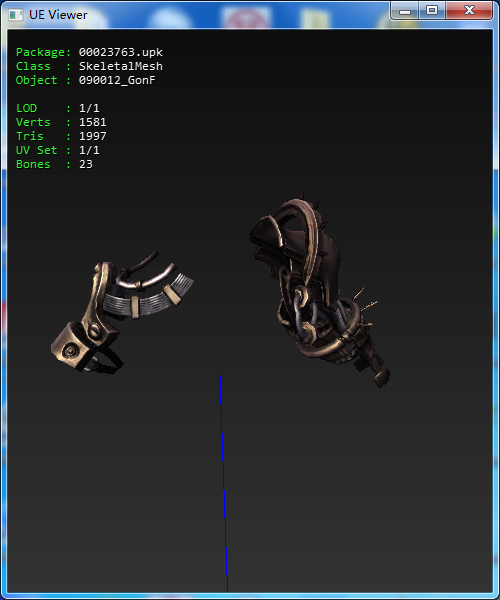 UE Viewer
Package: 00023763.upk
Class  : SkeletalMesh
Object : 090012_GonF
LOD    : 1/1
Verts  : 1581
Tris   : 1997
UV Set : 1/1
Bones  : 23